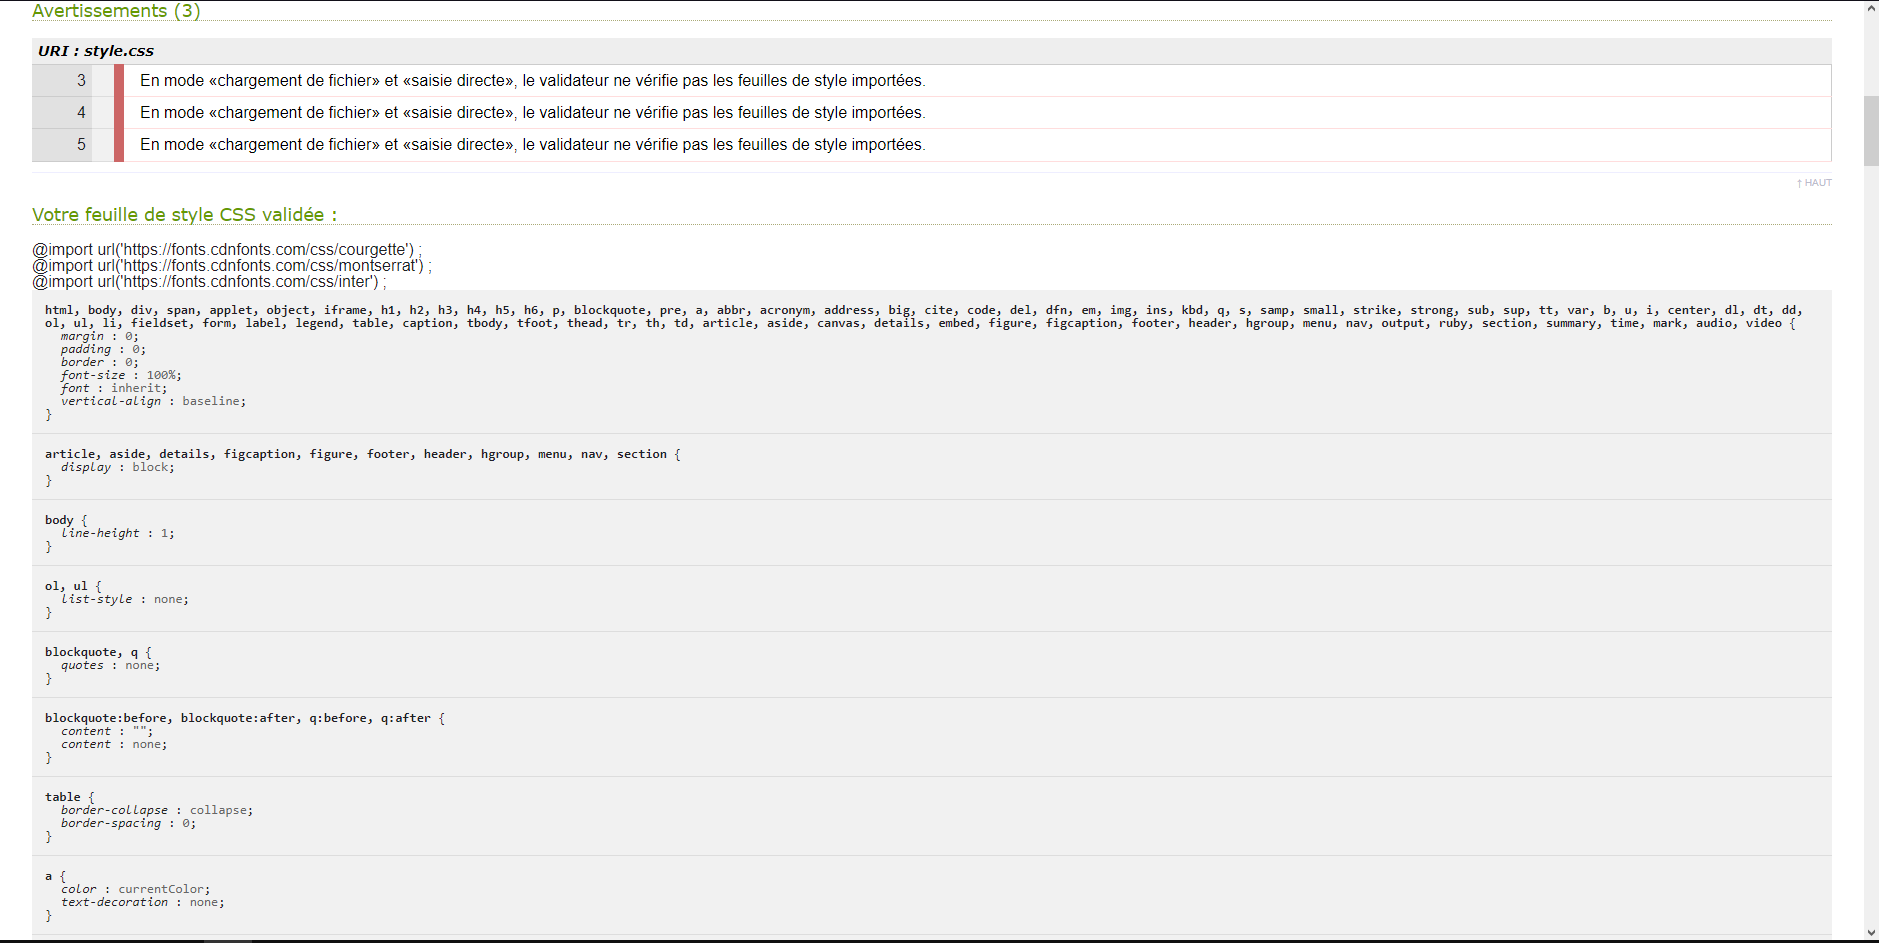 Avertissements (3)
URI : style.css
3 En mode «chargement de fichier» et «saisie directe», le validateur ne vérifie pas les feuilles de style importées.
4 En mode «chargement de fichier» et «saisie directe», le validateur ne vérifie pas les feuilles de style importées.
5 En mode «chargement de fichier» et «saisie directe», le validateur ne vérifie pas les feuilles de style importées.
↑ HAUT
Votre feuille de style CSS validée :
@import url('https://fonts.cdnfonts.com/css/courgette') ;
@import url('https://fonts.cdnfonts.com/css/montserrat') ;
@import url('https://fonts.cdnfonts.com/css/inter') ;
html, body, div, span, applet, object, iframe, h1, h2, h3, h4, h5, h6, p, blockquote, pre, a, abbr, acronym, address, big, cite, code, del, dfn, em, img, ins, kbd, q, s, samp, small, strike, strong, sub, sup, tt, var, b, u, i, center, dl, dt, dd,
ol, ul, li, fieldset, form, label, legend, table, caption, tbody, tfoot, thead, tr, th, td, article, aside, canvas, details, embed, figure, figcaption, footer, header, hgroup, menu, nav, output, ruby, section, summary, time, mark, audio, video {
margin : 0;
padding : 0;
border : 0;
font-size : 100%;
font : inherit;
vertical-align : baseline;
}
article, aside, details, figcaption, figure, footer, header, hgroup, menu, nav, section {
display : block;
}
body {
line-height : 1;
}
ol, ul {
list-style : none;
}
blockquote, q {
quotes : none;
}
blockquote:before, blockquote:after, q:before, q:after {
content : "";
content : none;
}
table {
border-collapse : collapse;
border-spacing : 0;
}
a {
color : currentColor;
text-decoration : none;
}